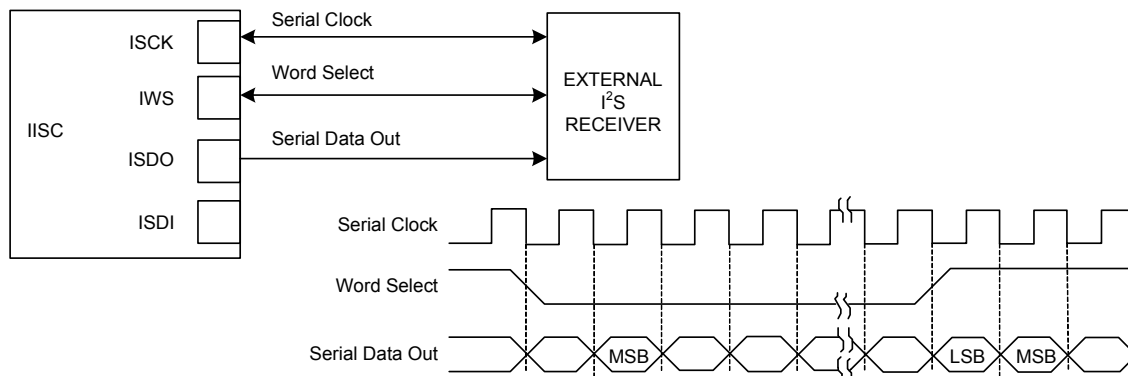 Serial Clock
ISCK
Word Select
IWS
EXTERNAL
I²S
RECEIVER
IISC
Serial Data Out
ISDO
ISDI
Serial Clock
Word Select
Serial Data Out
MSB
LSB
MSB